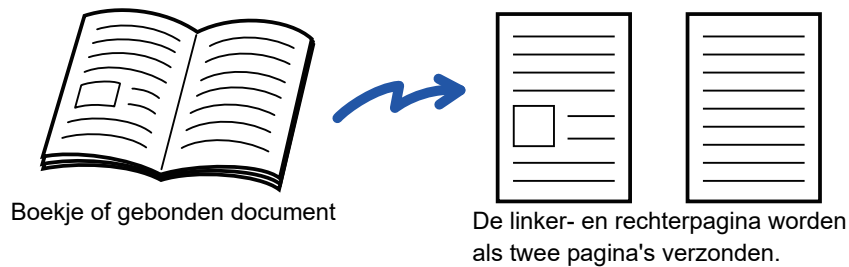 Boekje of gebonden document
De linker- en rechterpagina worden
als twee pagina's verzonden.